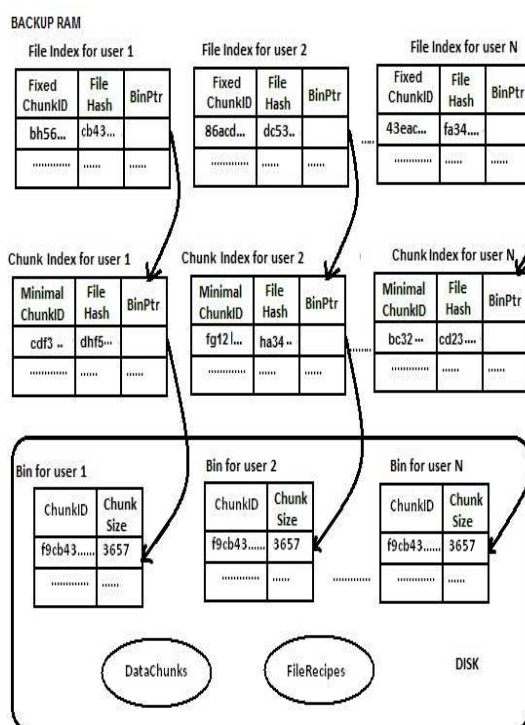 BACKUP RAM
File Index for user 1
Fixed ChunkID File Hash BinPtr
bh56... cb43...
............. ......
File Index for user 2
Fixed ChunkID File Hash BinPtr
86acd... dc53..
............. ......
.....
File Index for user N
Fixed ChunkID File Hash BinPtr
43eac... fa34....
............. ......
Chunk Index for user 1
Minimal ChunkID File Hash BinPtr
cdf3 .. dhf5...
............. ...... ......
Chunk Index for user 2
Minimal ChunkID File Hash BinPtr
fg12l... ha34 ..
............. ...... ......
..........
Chunk Index for user N
Minimal ChunkID File Hash BinPtr
bc32 ... cd23 ....
............. ...... ......
Bin for user 1
ChunkID Chunk Size
f9cb43...... 3657
............. ......
Bin for user 2
ChunkID Chunk Size
f9cb43...... 3657
............. ......
.............
Bin for user N
ChunkID Chunk Size
f9cb43...... 3657
............. ......
DataChunks
FileRecipes
DISK